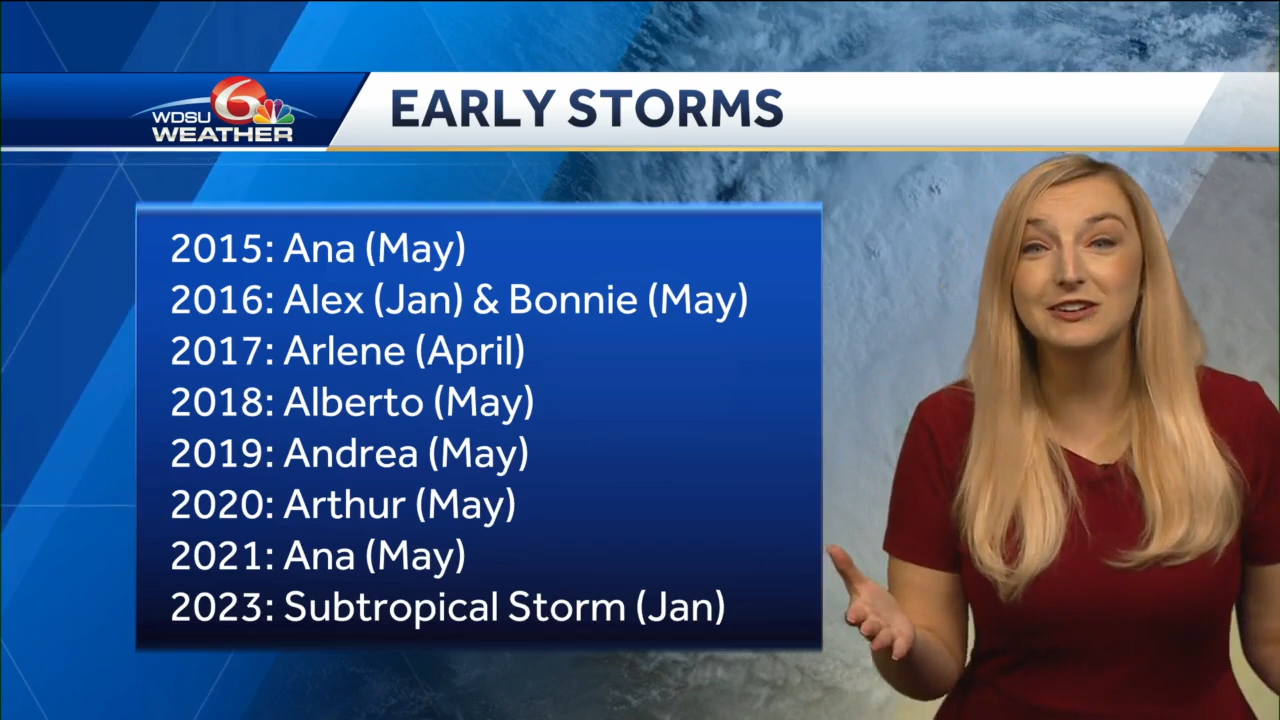 WDSU 6
WEATHER
EARLY STORMS
2015: Ana (May)
2016: Alex (Jan) & Bonnie (May)
2017: Arlene (April)
2018: Alberto (May)
2019: Andrea (May)
2020: Arthur (May)
2021: Ana (May)
2023: Subtropical Storm (Jan)